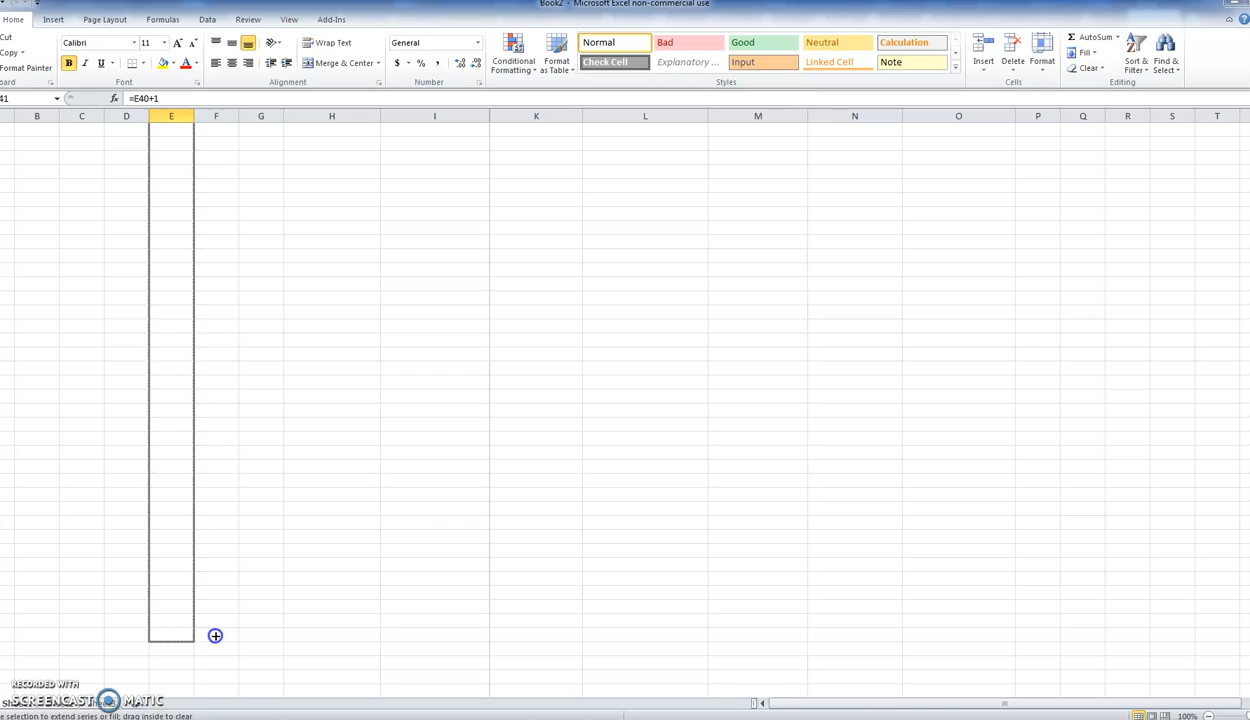 Book2 - Microsoft Excel non-commercial use
Home Insert Page Layout Formulas Data Review View Add-Ins
Cut Calibri 11 A A Wrap Text General Normal Bad Good Neutral Calculation Σ AutoSum
Copy Conditional Formatting Format as Table Insert Delete Format Fill Sort & Filter Find & Select
Format Painter B I U A Merge & Center $ % , Check Cell Explanatory ... Input Linked Cell Note Clear
board Font Alignment Number Styles Cells Editing
41 fx =E40+1
B C D E F G H I K L M N O P Q R S T
RECORDED WITH
SCREENCAST MATIC
e selection to extend series or fill; drag inside to clear 100%